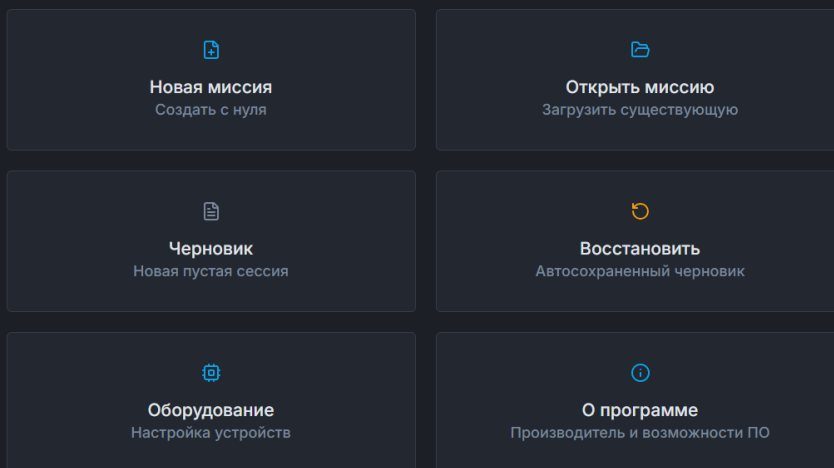 Новая миссия
Создать с нуля
Открыть миссию
Загрузить существующую
Черновик
Новая пустая сессия
Восстановить
Автосохраненный черновик
Оборудование
Настройка устройств
О программе
Производитель и возможности ПО